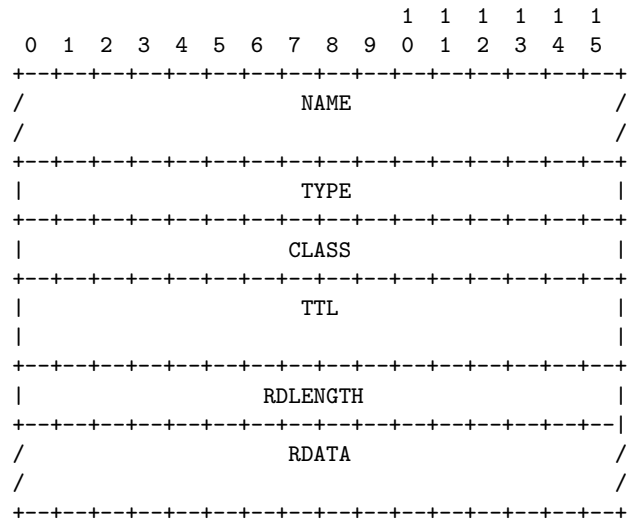 1  1  1  1  1  1
  0  1  2  3  4  5  6  7  8  9  0  1  2  3  4  5
+--+--+--+--+--+--+--+--+--+--+--+--+--+--+--+--+
/                      NAME                     /
/                                               /
+--+--+--+--+--+--+--+--+--+--+--+--+--+--+--+--+
|                      TYPE                     |
+--+--+--+--+--+--+--+--+--+--+--+--+--+--+--+--+
|                     CLASS                     |
+--+--+--+--+--+--+--+--+--+--+--+--+--+--+--+--+
|                      TTL                      |
|                                               |
+--+--+--+--+--+--+--+--+--+--+--+--+--+--+--+--+
|                   RDLENGTH                    |
+--+--+--+--+--+--+--+--+--+--+--+--+--+--+--+--|
/                     RDATA                     /
/                                               /
+--+--+--+--+--+--+--+--+--+--+--+--+--+--+--+--+